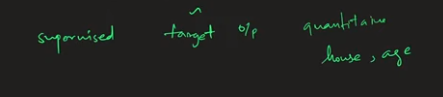 supervised target o/p quantitative
house, age